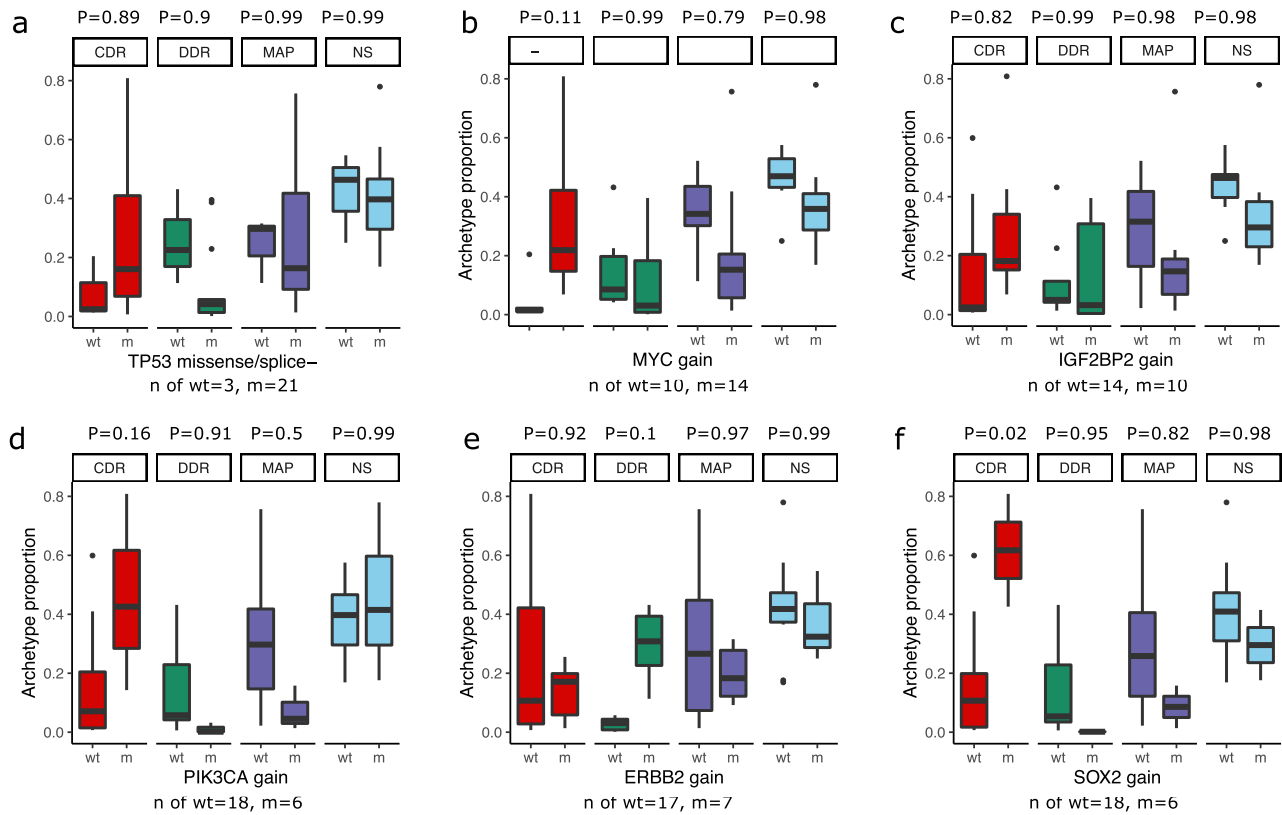 a
P=0.89 P=0.9 P=0.99 P=0.99
CDR DDR MAP NS
Archetype proportion
0.8
0.6
0.4
0.2
0.0
wt m wt m wt m wt m
TP53 missense/splice–
n of wt=3, m=21
b
P=0.11 P=0.99 P=0.79 P=0.98
–
Archetype proportion
0.8
0.6
0.4
0.2
0.0
wt m wt m
MYC gain
n of wt=10, m=14
c
P=0.82 P=0.99 P=0.98 P=0.98
CDR DDR MAP NS
Archetype proportion
0.8
0.6
0.4
0.2
0.0
wt m wt m wt m wt m
IGF2BP2 gain
n of wt=14, m=10
d
P=0.16 P=0.91 P=0.5 P=0.99
CDR DDR MAP NS
Archetype proportion
0.8
0.6
0.4
0.2
0.0
wt m wt m wt m wt m
PIK3CA gain
n of wt=18, m=6
e
P=0.92 P=0.1 P=0.97 P=0.99
CDR DDR MAP NS
Archetype proportion
0.8
0.6
0.4
0.2
0.0
wt m wt m wt m wt m
ERBB2 gain
n of wt=17, m=7
f
P=0.02 P=0.95 P=0.82 P=0.98
CDR DDR MAP NS
Archetype proportion
0.8
0.6
0.4
0.2
0.0
wt m wt m wt m wt m
SOX2 gain
n of wt=18, m=6